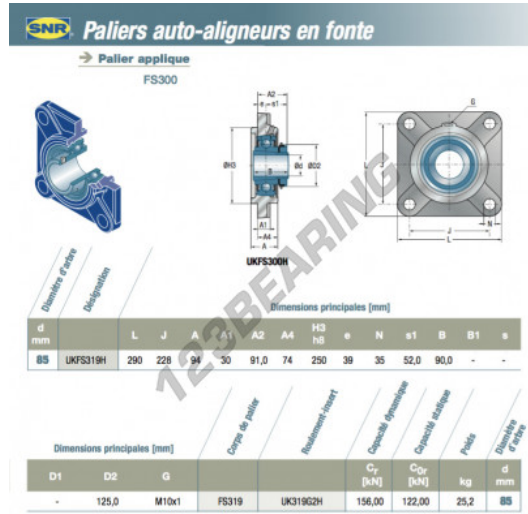 SNR Paliers auto-aligneurs en fonte
Palier applique
FS300
A2
e s1
G
ØH3
B
Ød
ØD2
L
J
A1
A4
A
N
J
L
UKFS300H
123BEARING
Diamètre d'arbre
Désignation
Dimensions principales [mm]
d mm L J A A1 A2 A4 H3 h8 e N s1 B B1 s
85 UKFS319H 290 228 94 30 91,0 74 250 39 35 52,0 90,0 - -
Dimensions principales [mm]
Corps de palier
Roulement-insert
Capacité dynamique
Capacité statique
Poids
Diamètre d'arbre
D1 D2 G Cr [kN] C0r [kN] kg d mm
- 125,0 M10x1 FS319 UK319G2H 156,00 122,00 25,2 85